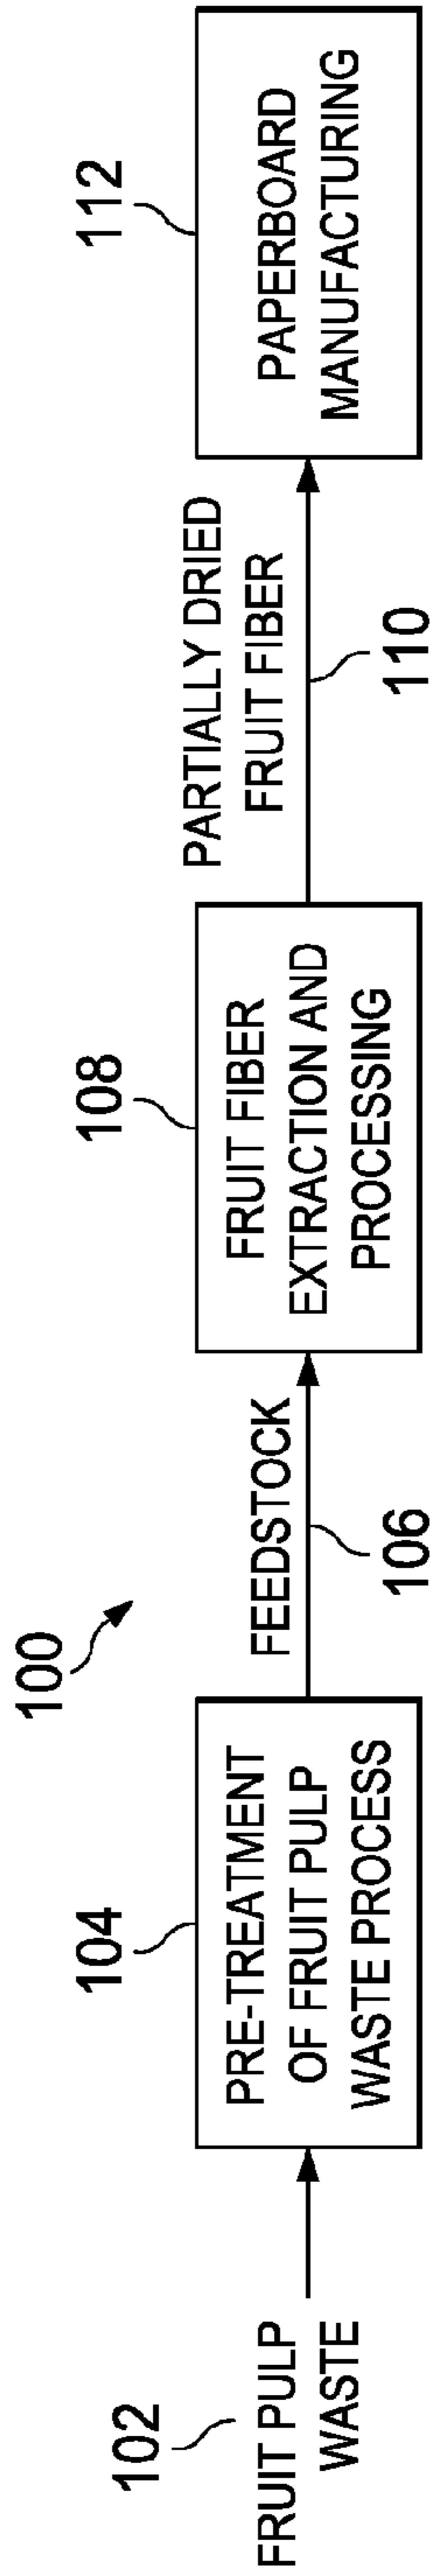 100
102
FRUIT PULP
WASTE
104
PRE-TREATMENT
OF FRUIT PULP
WASTE PROCESS
FEEDSTOCK
106
108
FRUIT FIBER
EXTRACTION AND
PROCESSING
PARTIALLY DRIED
FRUIT FIBER
110
112
PAPERBOARD
MANUFACTURING